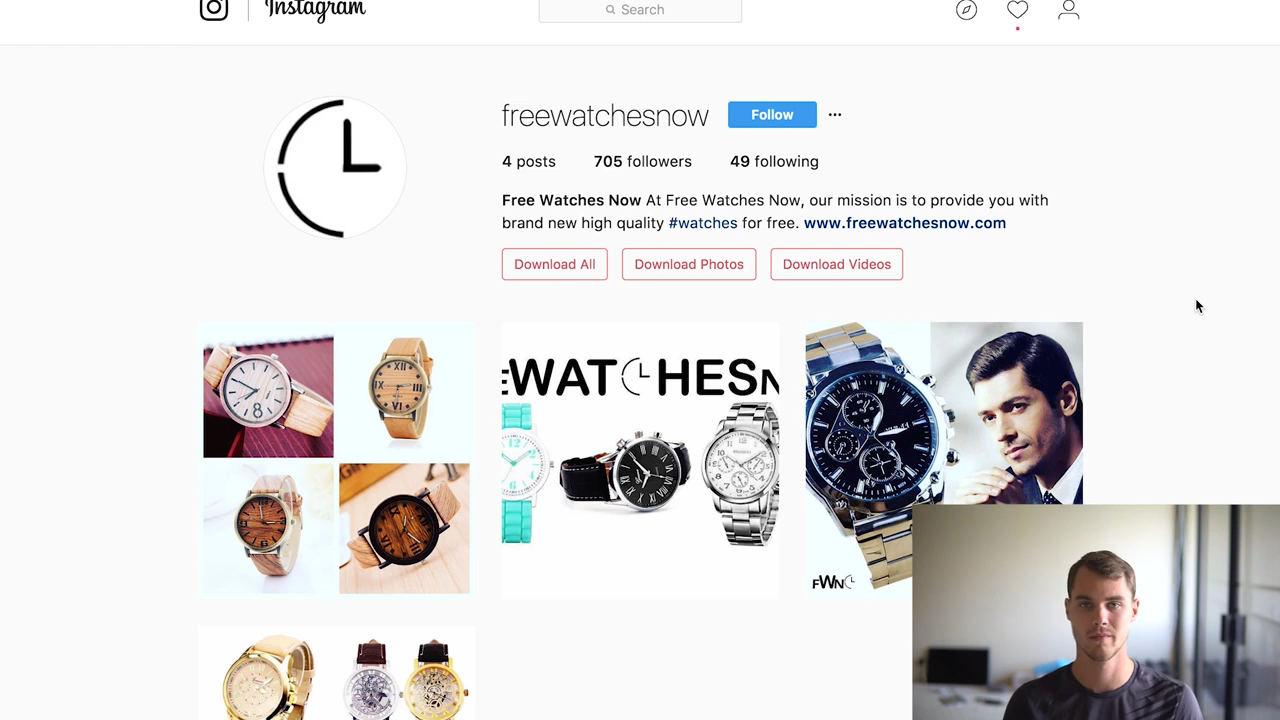 Instagram
Search
freewatchesnow
Follow
4 posts
705 followers
49 following
Free Watches Now At Free Watches Now, our mission is to provide you with
brand new high quality #watches for free. www.freewatchesnow.com
Download All
Download Photos
Download Videos
EWATCHESN
FWN